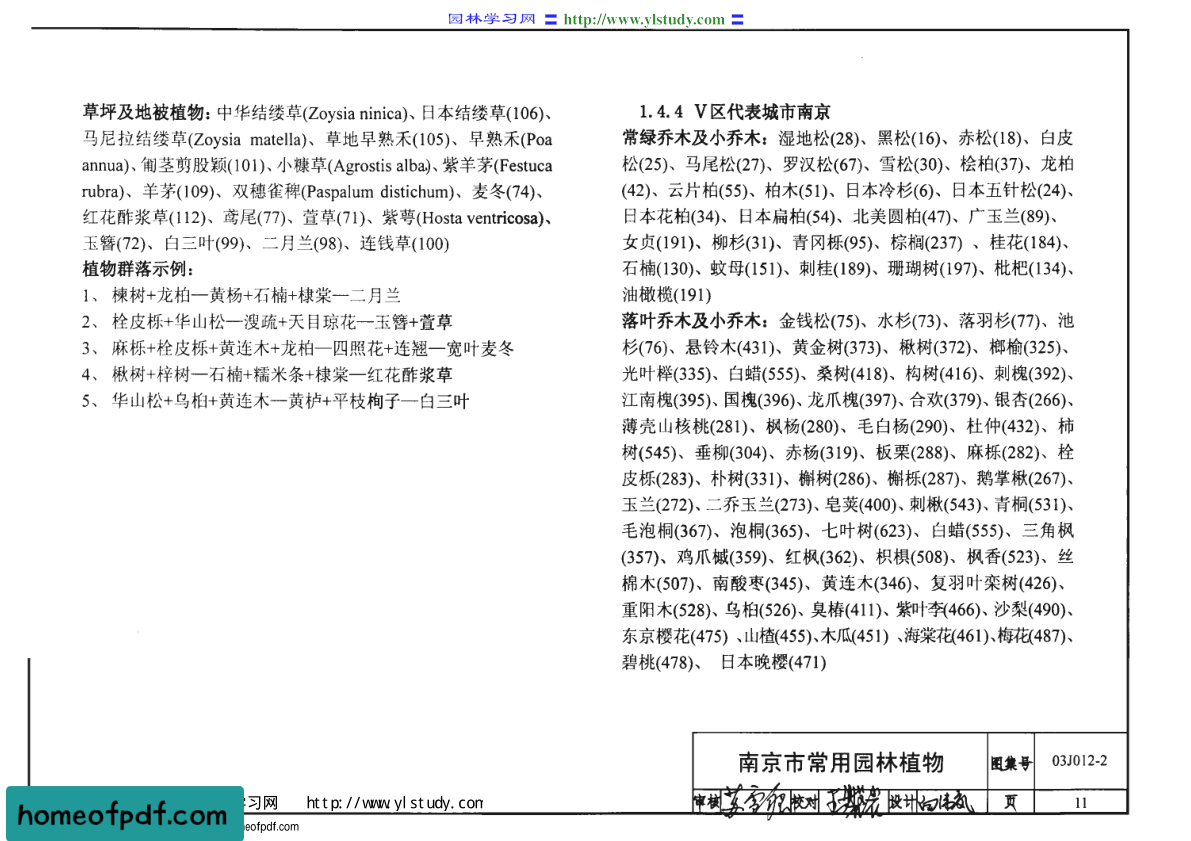 园林学习网 〓 http://www.ylstudy.com 〓
草坪及地被植物: 中华结缕草(Zoysia ninica)、日本结缕草(106)、
马尼拉结缕草(Zoysia matella)、草地早熟禾(105)、早熟禾(Poa
annua)、匍茎剪股颖(101)、小糠草(Agrostis alba)、紫羊茅(Festuca
rubra)、羊茅(109)、双穗雀稗(Paspalum distichum)、麦冬(74)、
红花酢浆草(112)、鸢尾(77)、萱草(71)、紫萼(Hosta ventricosa)、
玉簪(72)、白三叶(99)、二月兰(98)、连钱草(100)
植物群落示例:
1、 楝树+龙柏—黄杨+石楠+棣棠—二月兰
2、 栓皮栎+华山松—溲疏+天目琼花—玉簪+萱草
3、 麻栎+栓皮栎+黄连木+龙柏—四照花+连翘—宽叶麦冬
4、 楸树+梓树—石楠+糯米条+棣棠—红花酢浆草
5、 华山松+乌桕+黄连木—黄栌+平枝栒子—白三叶
1.4.4 Ⅴ区代表城市南京
常绿乔木及小乔木: 湿地松(28)、黑松(16)、赤松(18)、白皮
松(25)、马尾松(27)、罗汉松(67)、雪松(30)、桧柏(37)、龙柏
(42)、云片柏(55)、柏木(51)、日本冷杉(6)、日本五针松(24)、
日本花柏(34)、日本扁柏(54)、北美圆柏(47)、广玉兰(89)、
女贞(191)、柳杉(31)、青冈栎(95)、棕榈(237) 、桂花(184)、
石楠(130)、蚊母(151)、刺桂(189)、珊瑚树(197)、枇杷(134)、
油橄榄(191)
落叶乔木及小乔木: 金钱松(75)、水杉(73)、落羽杉(77)、池
杉(76)、悬铃木(431)、黄金树(373)、楸树(372)、榔榆(325)、
光叶榉(335)、白蜡(555)、桑树(418)、构树(416)、刺槐(392)、
江南槐(395)、国槐(396)、龙爪槐(397)、合欢(379)、银杏(266)、
薄壳山核桃(281)、枫杨(280)、毛白杨(290)、杜仲(432)、柿
树(545)、垂柳(304)、赤杨(319)、板栗(288)、麻栎(282)、栓
皮栎(283)、朴树(331)、槲树(286)、槲栎(287)、鹅掌楸(267)、
玉兰(272)、二乔玉兰(273)、皂荚(400)、刺楸(543)、青桐(531)、
毛泡桐(367)、泡桐(365)、七叶树(623)、白蜡(555)、三角枫
(357)、鸡爪槭(359)、红枫(362)、枳椇(508)、枫香(523)、丝
棉木(507)、南酸枣(345)、黄连木(346)、复羽叶栾树(426)、
重阳木(528)、乌桕(526)、臭椿(411)、紫叶李(466)、沙梨(490)、
东京樱花(475) 、山楂(455)、木瓜(451) 、海棠花(461)、梅花(487)、
碧桃(478)、 日本晚樱(471)
南京市常用园林植物 图集号 03J012-2
审核 校对 设计 页 11
学习网 http://www.ylstudy.com
homeofpdf.com
eofpdf.com